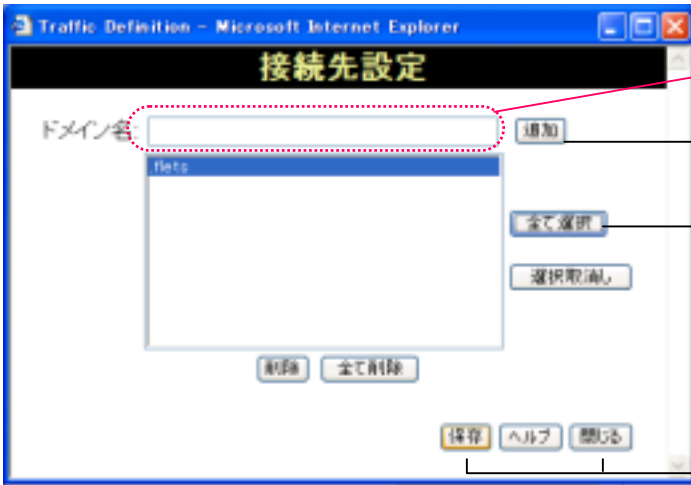 Traffic Definition - Microsoft Internet Explorer
接続先設定
ドメイン名:
追加
.flets
全て選択
選択取消し
削除 全て削除
保存 ヘルプ 閉じる